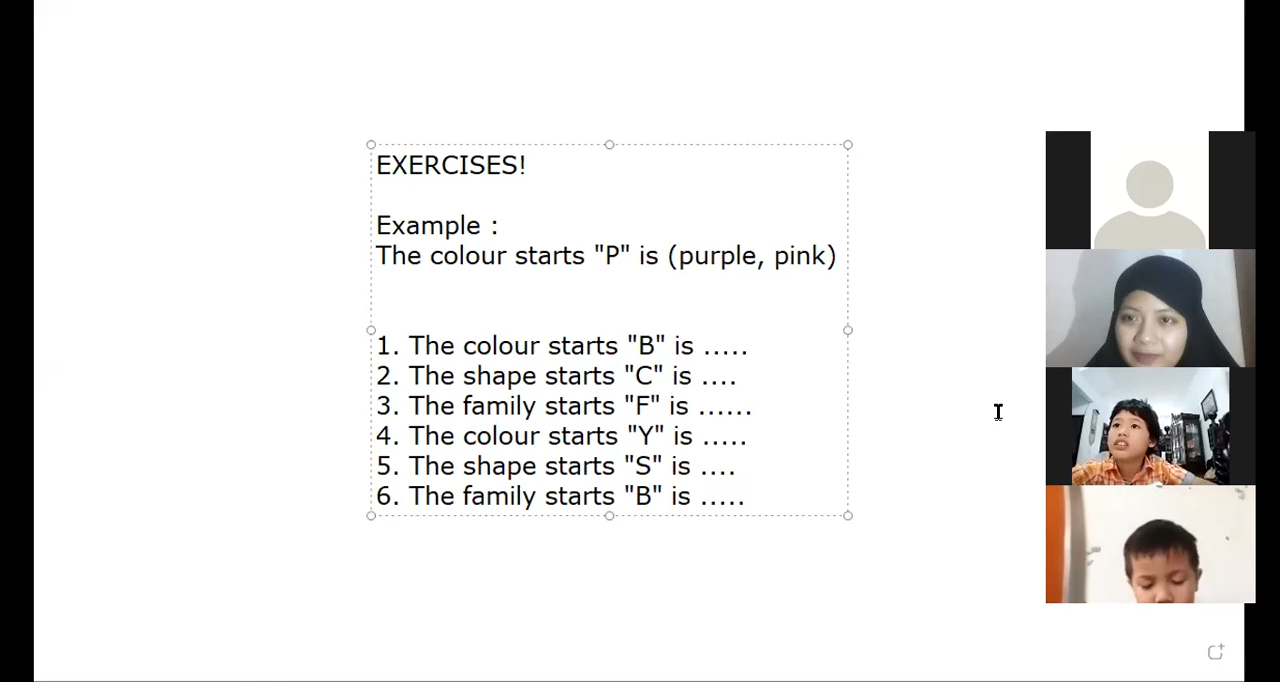 EXERCISES!
Example :
The colour starts "P" is (purple, pink)
1. The colour starts "B" is .....
2. The shape starts "C" is ....
3. The family starts "F" is ......
4. The colour starts "Y" is .....
5. The shape starts "S" is ....
6. The family starts "B" is .....